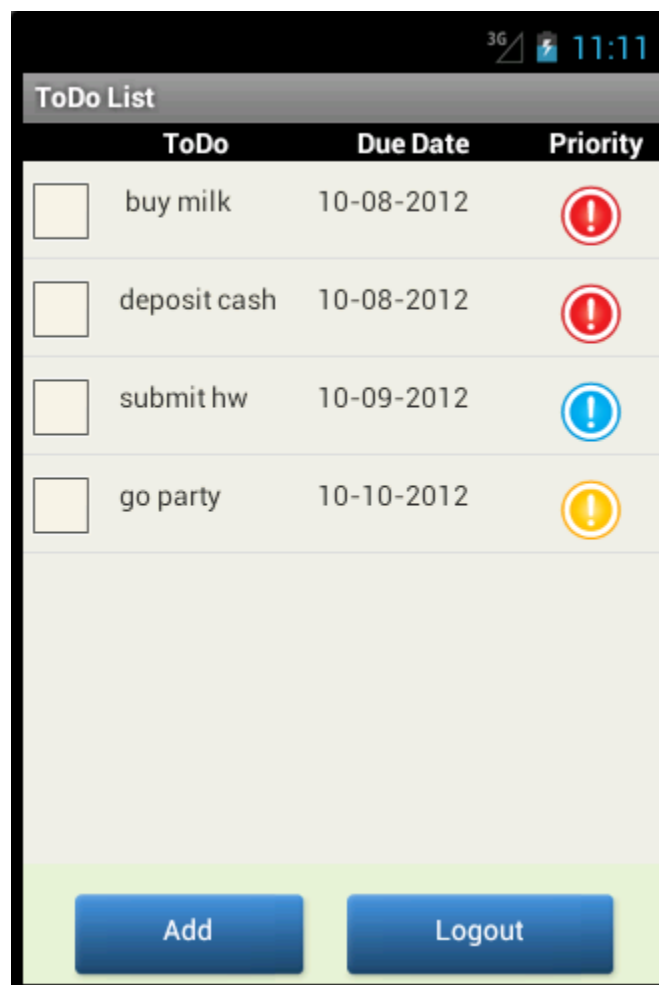 3G 11:11
ToDo List
ToDo Due Date Priority
buy milk 10-08-2012
deposit cash 10-08-2012
submit hw 10-09-2012
go party 10-10-2012
Add Logout